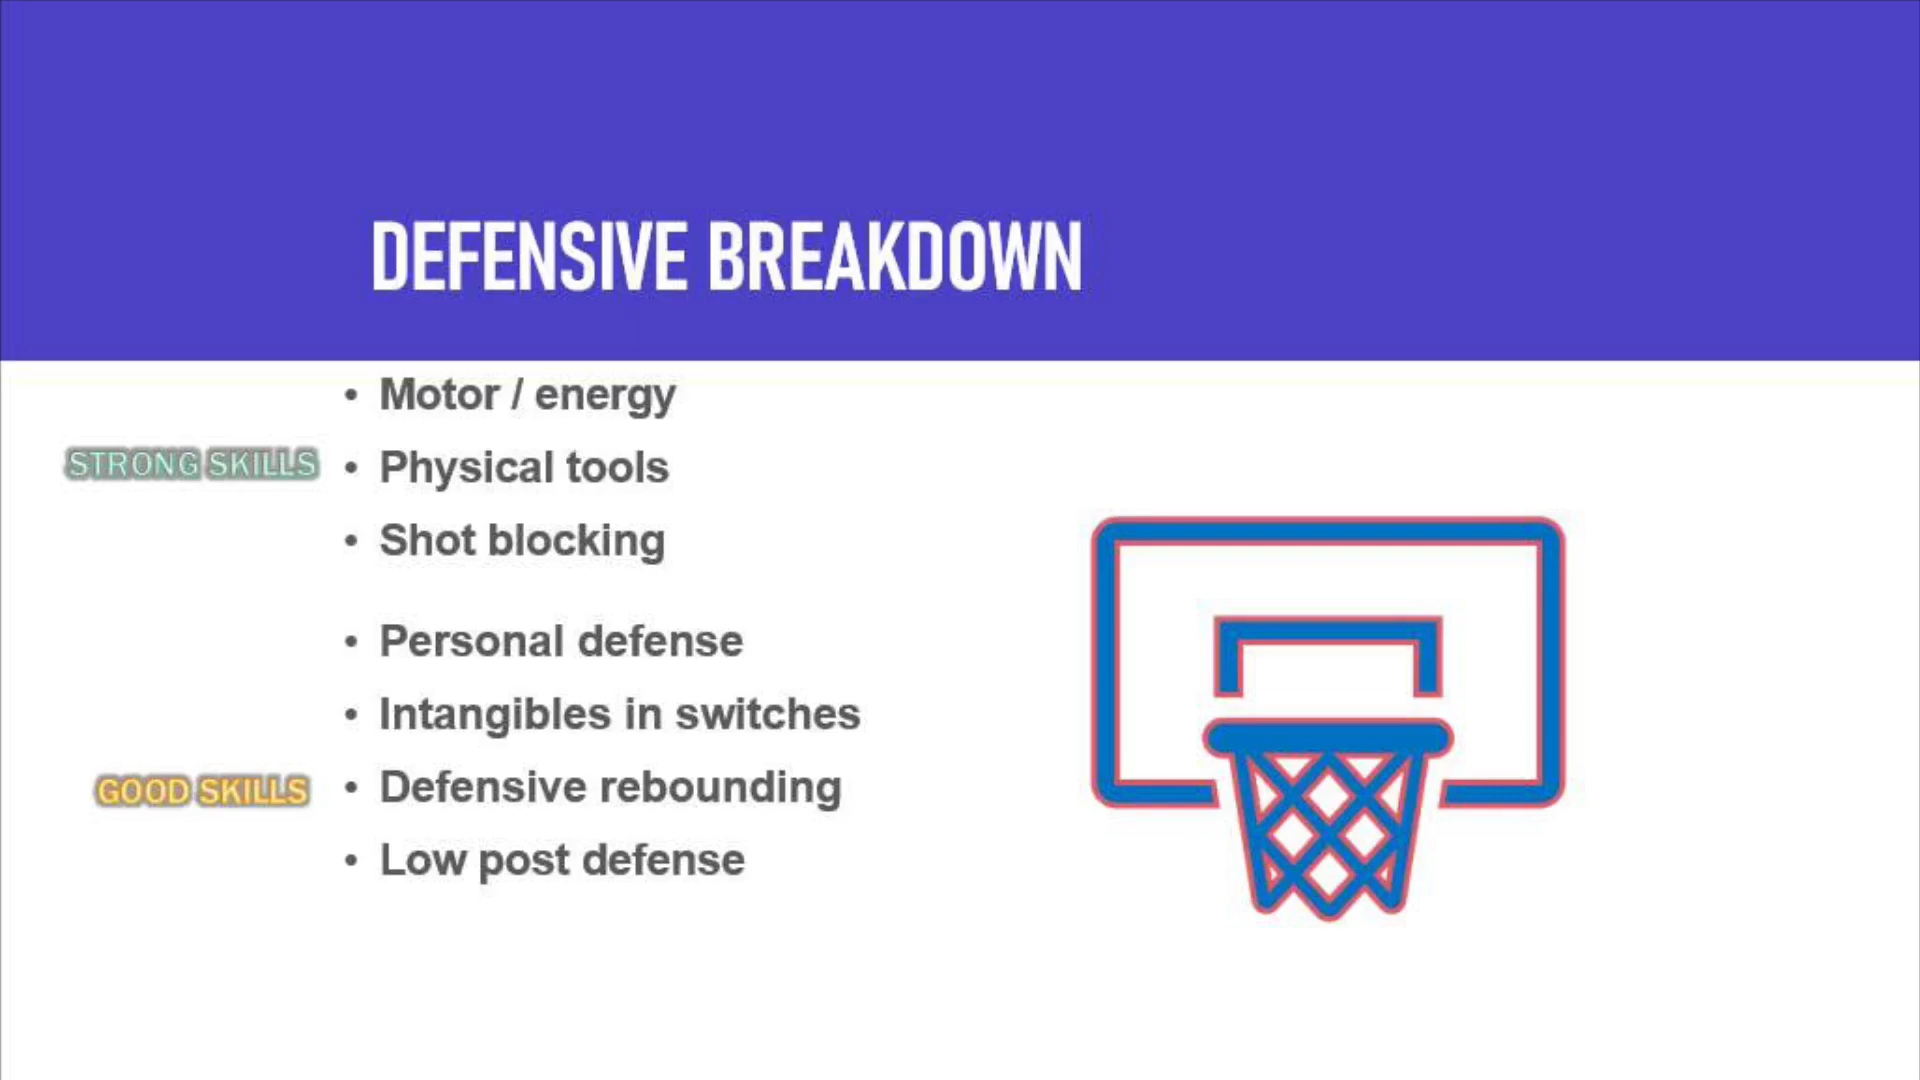 DEFENSIVE BREAKDOWN
• Motor / energy
STRONG SKILLS • Physical tools
• Shot blocking
• Personal defense
• Intangibles in switches
GOOD SKILLS • Defensive rebounding
• Low post defense